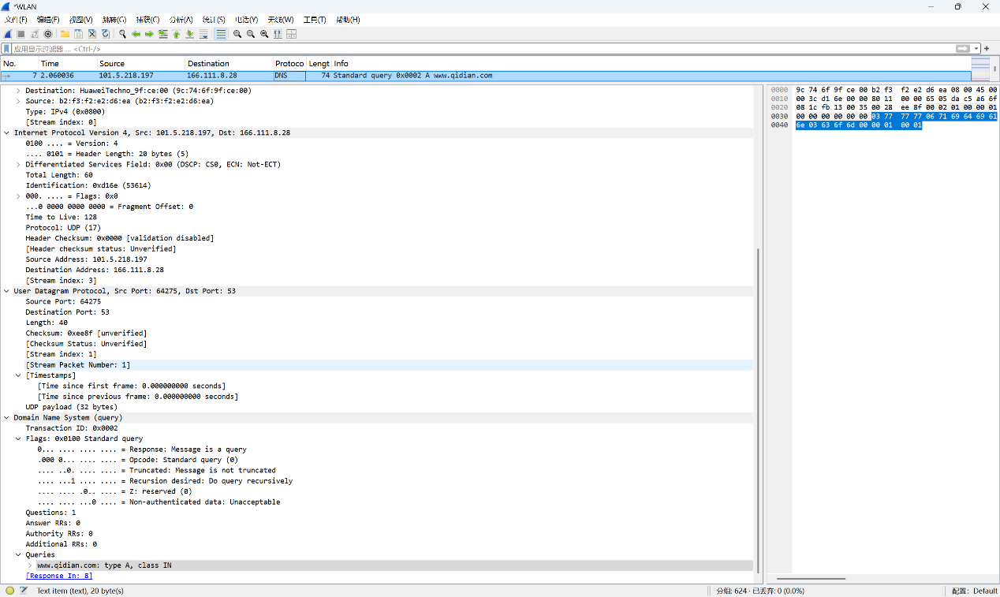 *WLAN
文件(F) 编辑(E) 视图(V) 跳转(G) 捕获(C) 分析(A) 统计(S) 电话(Y) 无线(W) 工具(T) 帮助(H)
应用显示过滤器 … <Ctrl-/>
No. Time Source Destination Protoco Lengt Info
7 2.060036 101.5.218.197 166.111.8.28 DNS 74 Standard query 0x0002 A www.qidian.com
Destination: HuaweiTechno_9f:ce:00 (9c:74:6f:9f:ce:00)
Source: b2:f3:f2:e2:d6:ea (b2:f3:f2:e2:d6:ea)
Type: IPv4 (0x0800)
[Stream index: 0]
Internet Protocol Version 4, Src: 101.5.218.197, Dst: 166.111.8.28
0100 .... = Version: 4
.... 0101 = Header Length: 20 bytes (5)
Differentiated Services Field: 0x00 (DSCP: CS0, ECN: Not-ECT)
Total Length: 60
Identification: 0xd16e (53614)
000. .... = Flags: 0x0
...0 0000 0000 0000 = Fragment Offset: 0
Time to Live: 128
Protocol: UDP (17)
Header Checksum: 0x0000 [validation disabled]
[Header checksum status: Unverified]
Source Address: 101.5.218.197
Destination Address: 166.111.8.28
[Stream index: 3]
User Datagram Protocol, Src Port: 64275, Dst Port: 53
Source Port: 64275
Destination Port: 53
Length: 40
Checksum: 0xee8f [unverified]
[Checksum Status: Unverified]
[Stream index: 1]
[Stream Packet Number: 1]
[Timestamps]
[Time since first frame: 0.000000000 seconds]
[Time since previous frame: 0.000000000 seconds]
UDP payload (32 bytes)
Domain Name System (query)
Transaction ID: 0x0002
Flags: 0x0100 Standard query
0... .... .... .... = Response: Message is a query
.000 0... .... .... = Opcode: Standard query (0)
.... ..0. .... .... = Truncated: Message is not truncated
.... ...1 .... .... = Recursion desired: Do query recursively
.... .... .0.. .... = Z: reserved (0)
.... .... ...0 .... = Non-authenticated data: Unacceptable
Questions: 1
Answer RRs: 0
Authority RRs: 0
Additional RRs: 0
Queries
www.qidian.com: type A, class IN
[Response In: 8]
0000 9c 74 6f 9f ce 00 b2 f3 f2 e2 d6 ea 08 00 45 00
0010 00 3c d1 6e 00 00 80 11 00 00 65 05 da c5 a6 6f
0020 08 1c fb 13 00 35 00 28 ee 8f 00 02 01 00 00 01
0030 00 00 00 00 00 00 03 77 77 77 06 71 69 64 69 61
0040 6e 03 63 6f 6d 00 00 01 00 01
Text item (text), 20 byte(s)
分组: 624 · 已丢弃: 0 (0.0%)
配置: Default